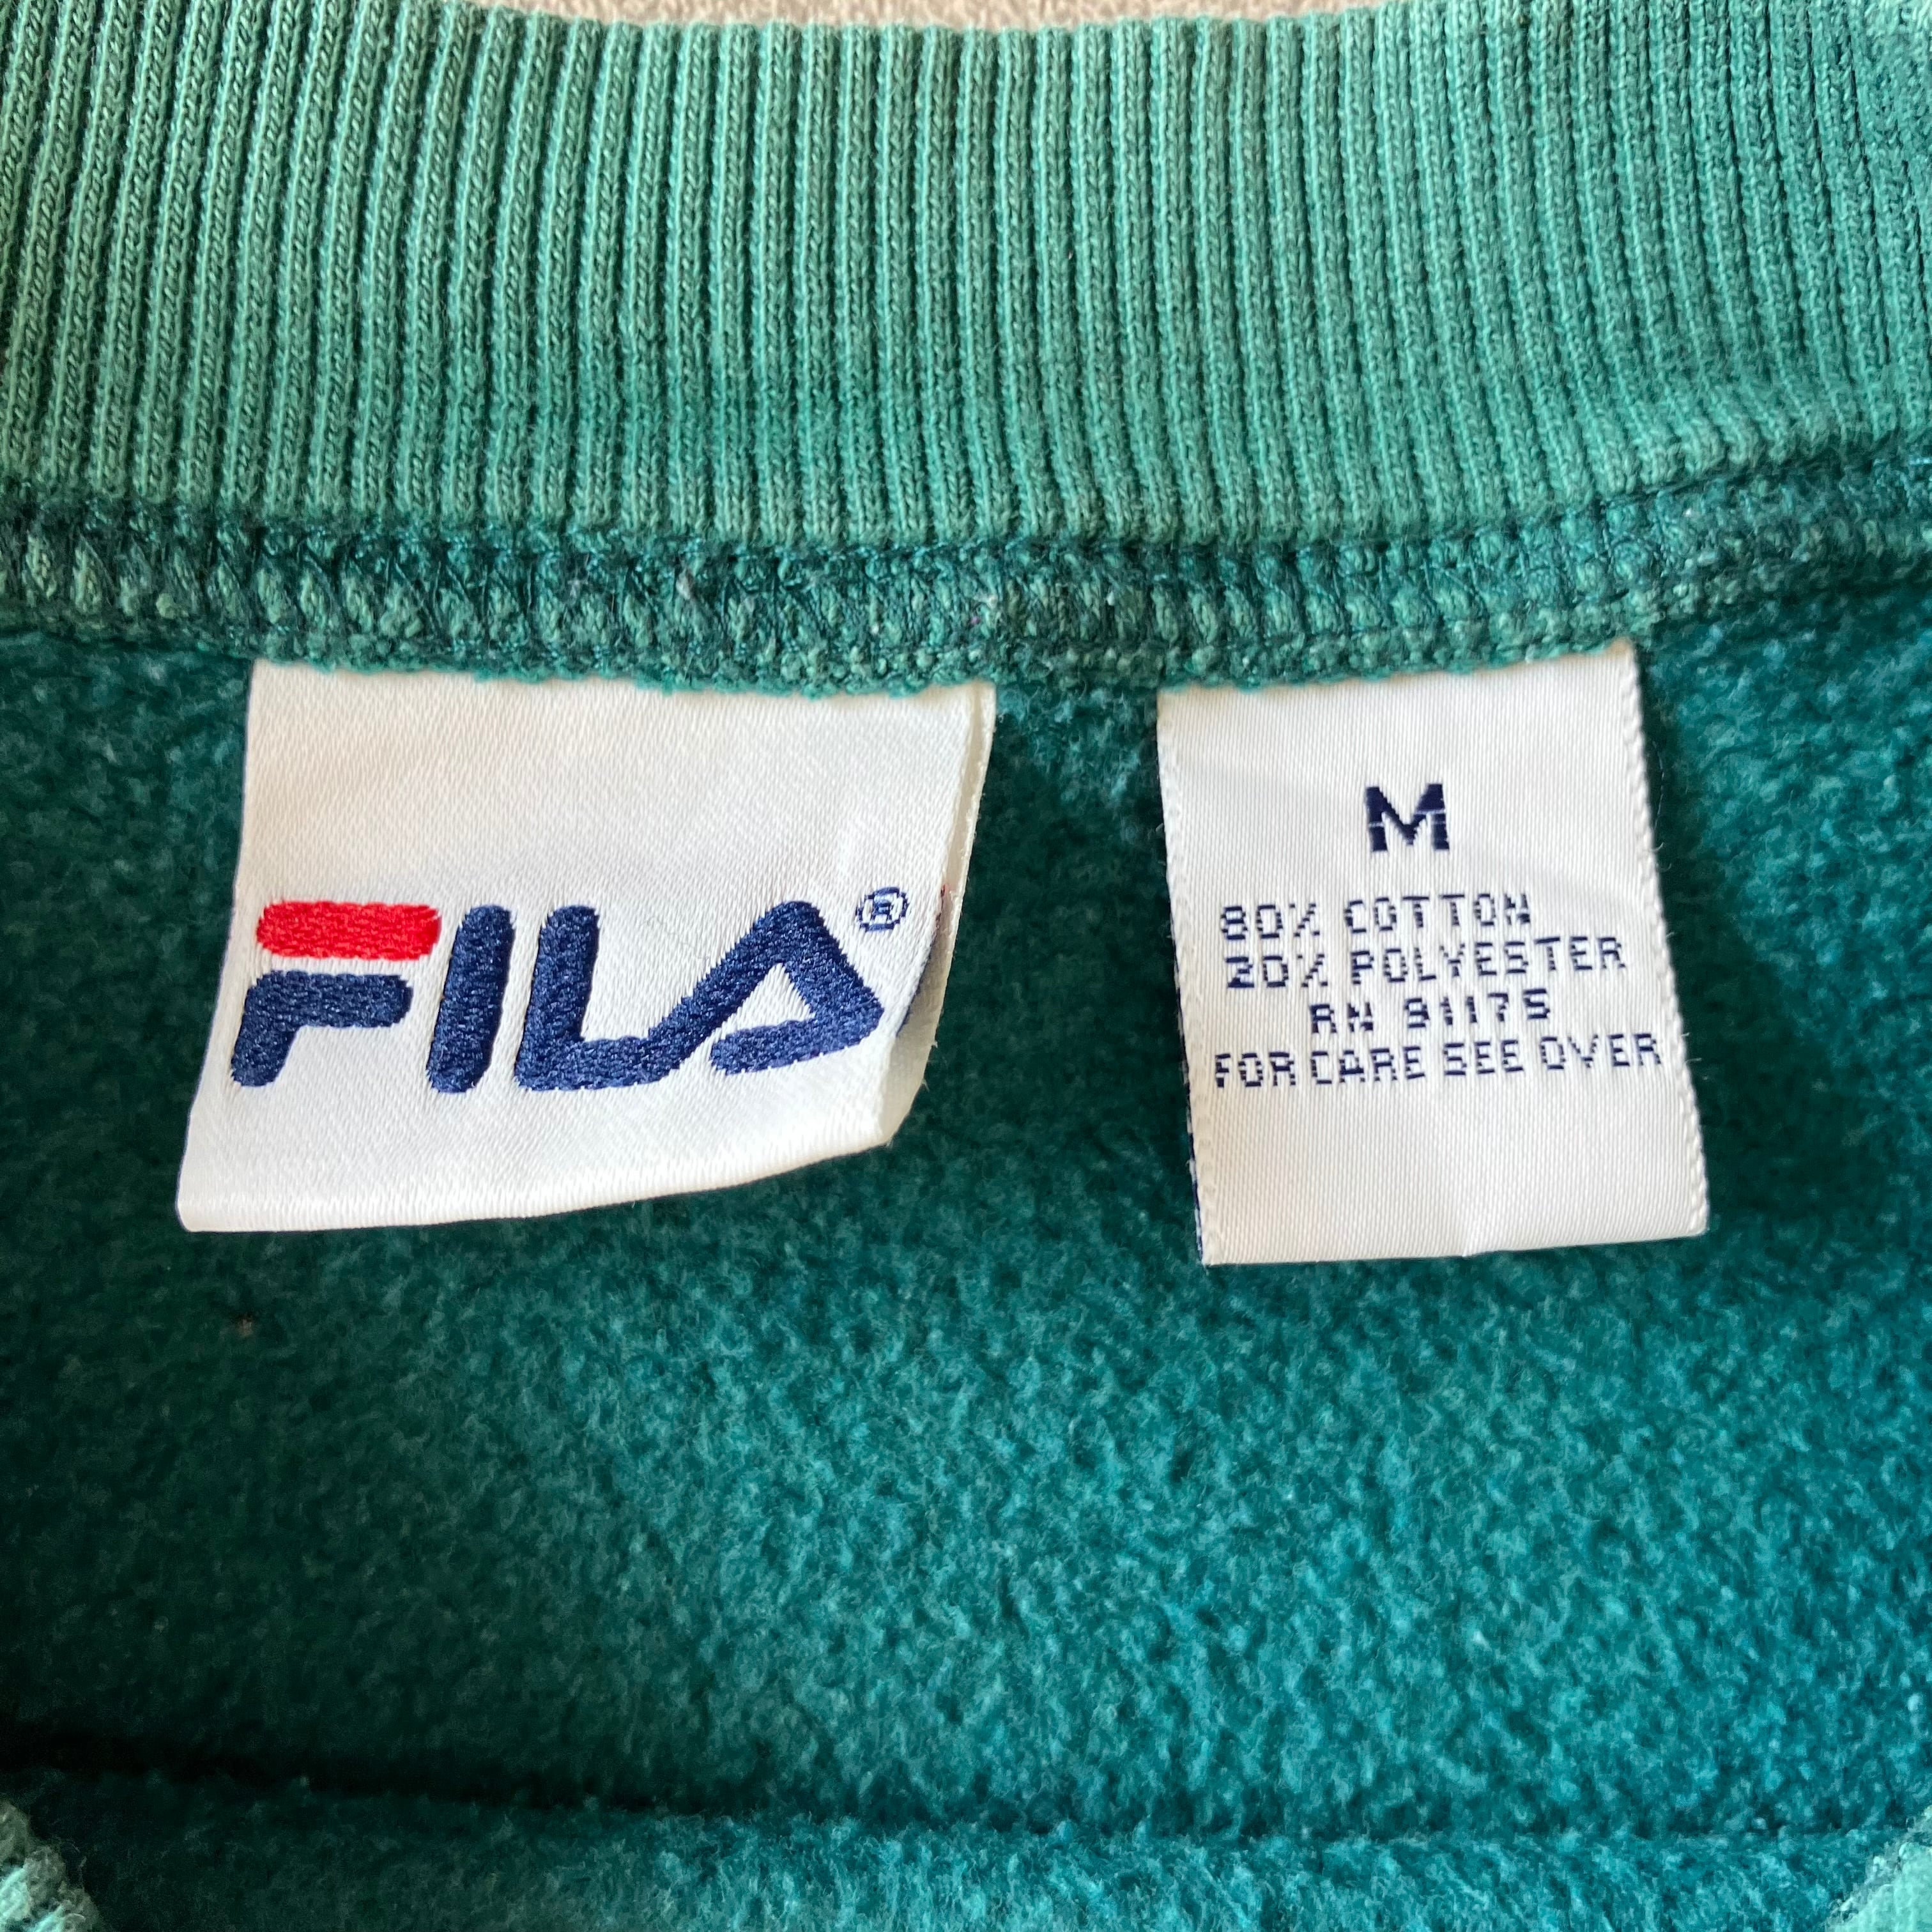 FILA®
M
80% COTTON
20% POLYESTER
RN 91175
FOR CARE SEE OVER